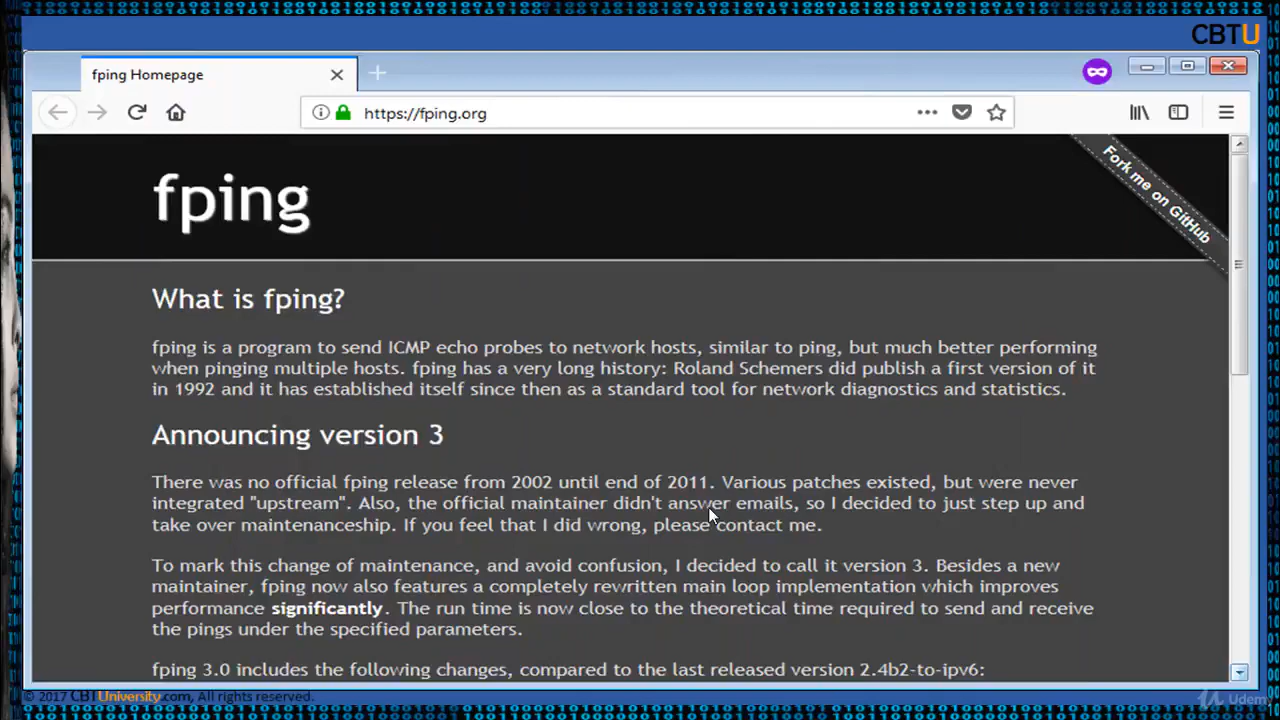 CBTU
fping Homepage
https://fping.org
Fork me on GitHub
fping
What is fping?
fping is a program to send ICMP echo probes to network hosts, similar to ping, but much better performing
when pinging multiple hosts. fping has a very long history: Roland Schemers did publish a first version of it
in 1992 and it has established itself since then as a standard tool for network diagnostics and statistics.
Announcing version 3
There was no official fping release from 2002 until end of 2011. Various patches existed, but were never
integrated "upstream". Also, the official maintainer didn't answer emails, so I decided to just step up and
take over maintenanceship. If you feel that I did wrong, please contact me.
To mark this change of maintenance, and avoid confusion, I decided to call it version 3. Besides a new
maintainer, fping now also features a completely rewritten main loop implementation which improves
performance significantly. The run time is now close to the theoretical time required to send and receive
the pings under the specified parameters.
fping 3.0 includes the following changes, compared to the last released version 2.4b2-to-ipv6:
© 2017 CBTUniversity.com, All rights reserved.
Udemy